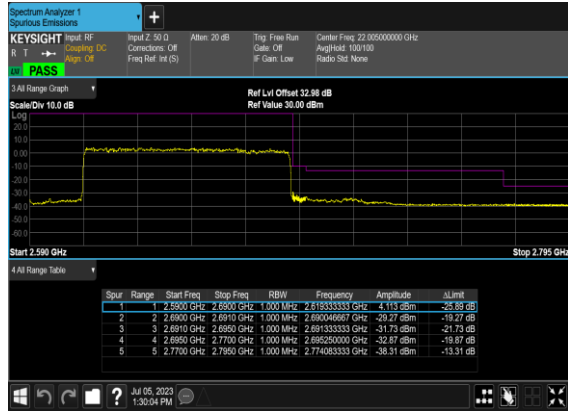 Spectrum Analyzer 1
Spurious Emissions
+
KEYSIGHT Input: RF Input Z: 50 Ω Atten: 20 dB Trig: Free Run Center Freq: 22.005000000 GHz
R T Coupling: DC Corrections: Off Gate: Off Avg|Hold: 100/100
Align: Off Freq Ref: Int (S) IF Gain: Low Radio Std: None
PASS
3 All Range Graph
Ref Lvl Offset 32.98 dB
Scale/Div 10.0 dB Ref Value 30.00 dBm
Log
20.0
10.0
0.00
-10.0
-20.0
-30.0
-40.0
-50.0
-60.0
Start 2.590 GHz Stop 2.795 GHz
4 All Range Table
Spur Range Start Freq Stop Freq RBW Frequency Amplitude ΔLimit
1 1 2.5900 GHz 2.6900 GHz 1.000 MHz 2.619333333 GHz 4.113 dBm -25.89 dB
2 2 2.6900 GHz 2.6910 GHz 1.000 MHz 2.690046667 GHz -29.27 dBm -19.27 dB
3 3 2.6910 GHz 2.6950 GHz 1.000 MHz 2.691333333 GHz -31.73 dBm -21.73 dB
4 4 2.6950 GHz 2.7700 GHz 1.000 MHz 2.695250000 GHz -32.87 dBm -19.87 dB
5 5 2.7700 GHz 2.7950 GHz 1.000 MHz 2.774083333 GHz -38.31 dBm -13.31 dB
? Jul 05, 2023
1:30:04 PM